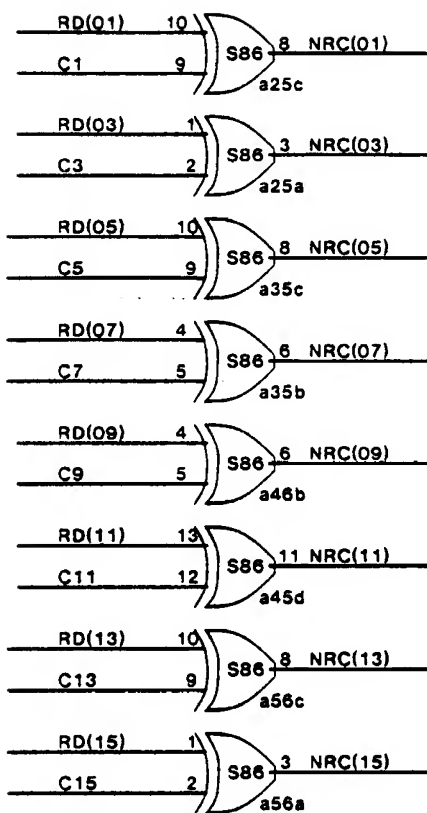 RD(01) 10
S86 8 NRC(01)
C1 9
a25c
RD(03) 1
S86 3 NRC(03)
C3 2
a25a
RD(05) 10
S86 8 NRC(05)
C5 9
a35c
RD(07) 4
S86 6 NRC(07)
C7 5
a35b
RD(09) 4
S86 6 NRC(09)
C9 5
a46b
RD(11) 13
S86 11 NRC(11)
C11 12
a45d
RD(13) 10
S86 8 NRC(13)
C13 9
a56c
RD(15) 1
S86 3 NRC(15)
C15 2
a56a